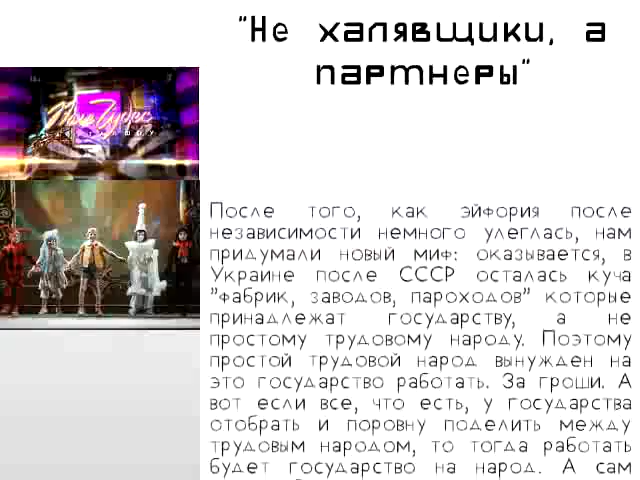 "Не халявщики, а
партнеры"
Поле Чудес
После того, как эйфория после
независимости немного улеглась, нам
придумали новый миф: оказывается, в
Украине после СССР осталась куча
"фабрик, заводов, пароходов" которые
принадлежат государству, а не
простому трудовому народу. Поэтому
простой трудовой народ вынужден на
это государство работать. За гроши. А
вот если все, что есть, у государства
отобрать и поровну поделить между
трудовым народом, то тогда работать
будет государство на народ. А сам